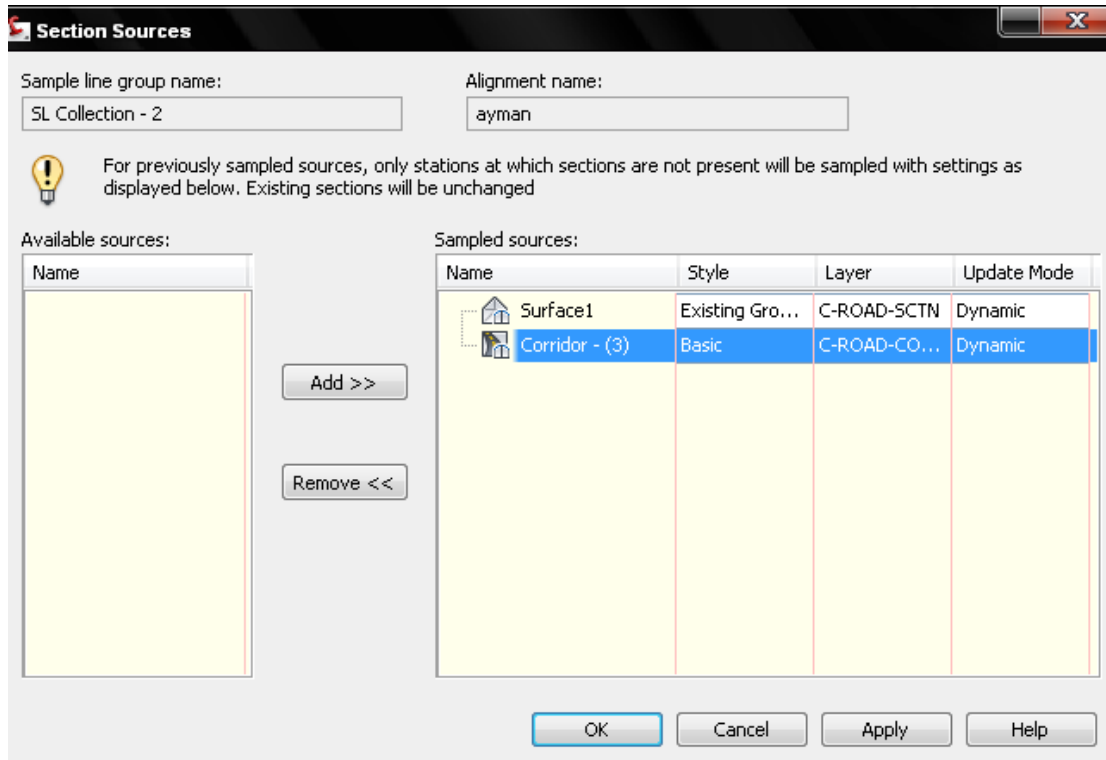 Section Sources
Sample line group name:
Alignment name:
SL Collection - 2
ayman
For previously sampled sources, only stations at which sections are not present will be sampled with settings as
displayed below. Existing sections will be unchanged
Available sources:
Sampled sources:
Name
Name Style Layer Update Mode
Surface1 Existing Gro... C-ROAD-SCTN Dynamic
Corridor - (3) Basic C-ROAD-CO... Dynamic
Add >>
Remove <<
OK Cancel Apply Help